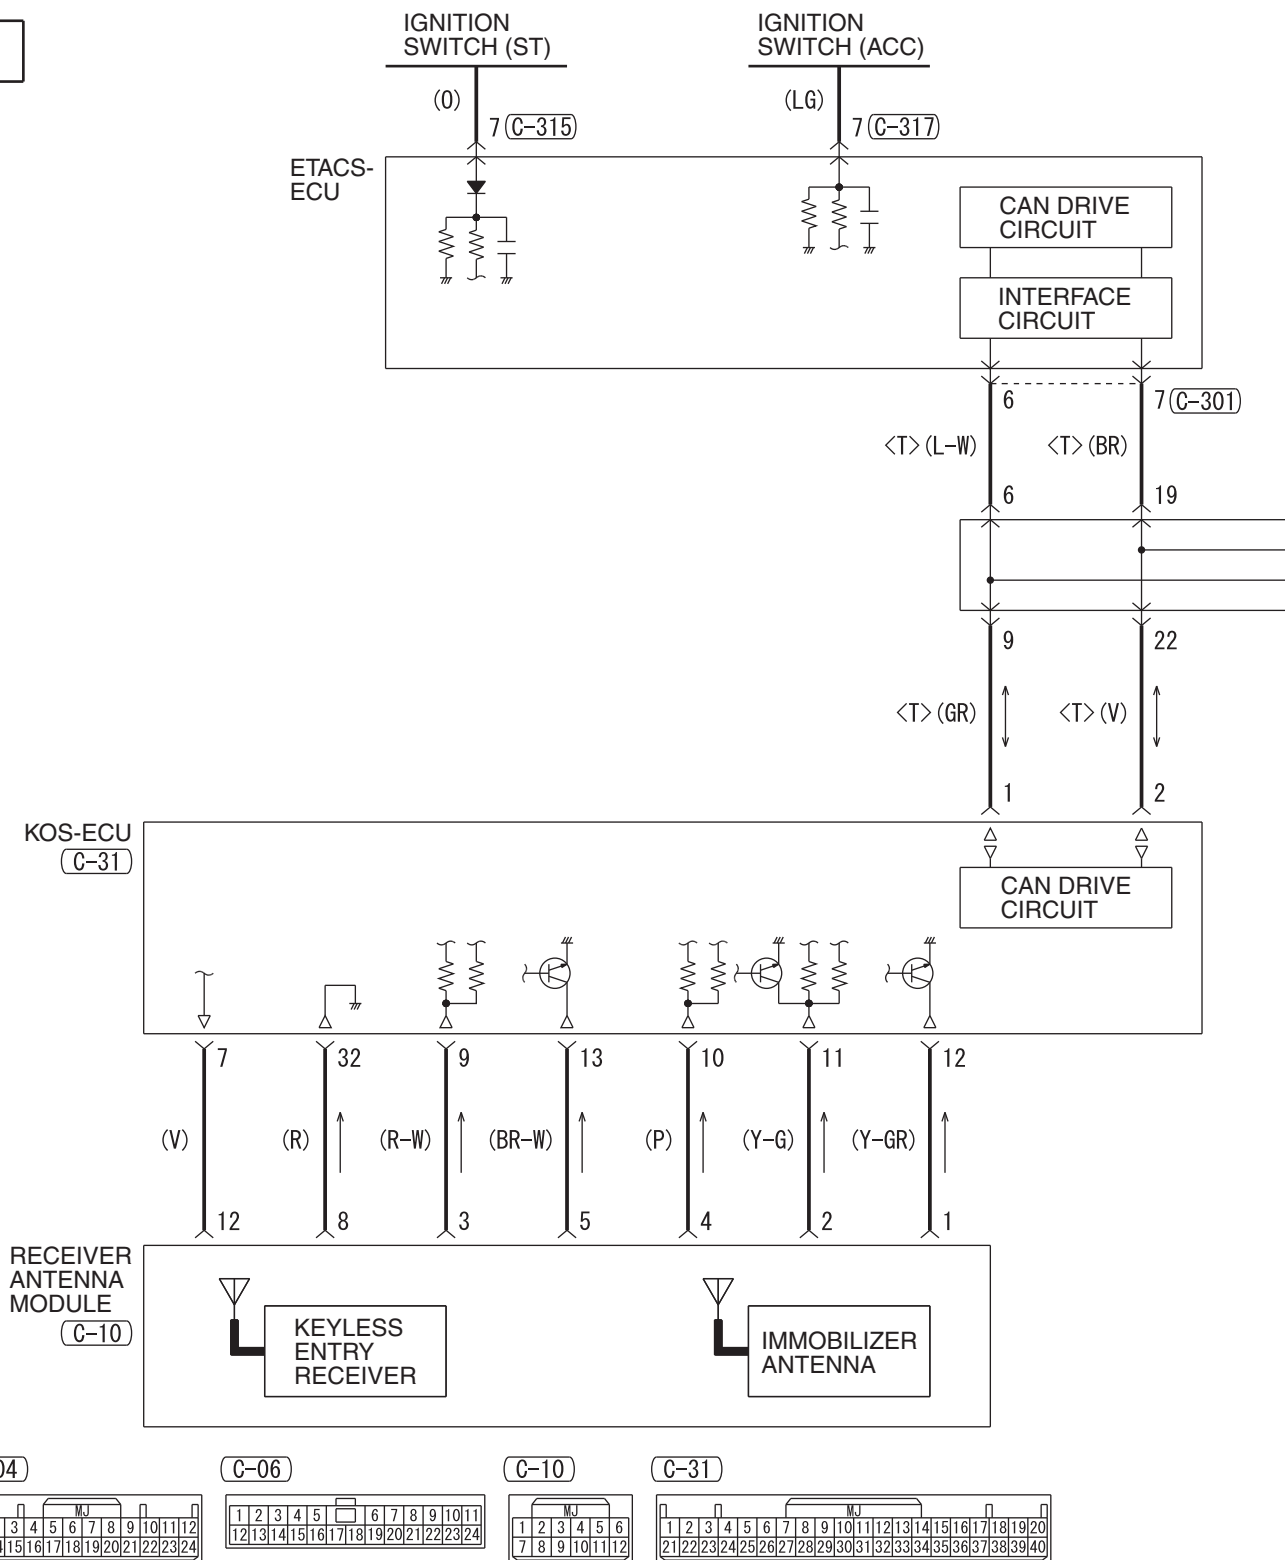 IGNITION
SWITCH (ST)
IGNITION
SWITCH (ACC)
(O)
(LG)
7 C-315
7 C-317
ETACS-
ECU
CAN DRIVE
CIRCUIT
INTERFACE
CIRCUIT
6
7 C-301
<T>(L-W)
<T>(BR)
6
19
9
22
<T>(GR)
<T>(V)
1
2
KOS-ECU
C-31
CAN DRIVE
CIRCUIT
7
32
9
13
10
11
12
(V)
(R)
(R-W)
(BR-W)
(P)
(Y-G)
(Y-GR)
12
8
3
5
4
2
1
RECEIVER
ANTENNA
MODULE
C-10
KEYLESS
ENTRY
RECEIVER
IMMOBILIZER
ANTENNA
04
C-06
C-10
C-31
MJ
3 4 5 6 7 8 9 10 11 12
15 16 17 18 19 20 21 22 23 24
1 2 3 4 5 6 7 8 9 10 11
12 13 14 15 16 17 18 19 20 21 22 23 24
MJ
1 2 3 4 5 6
7 8 9 10 11 12
MJ
1 2 3 4 5 6 7 8 9 10 11 12 13 14 15 16 17 18 19 20
21 22 23 24 25 26 27 28 29 30 31 32 33 34 35 36 37 38 39 40